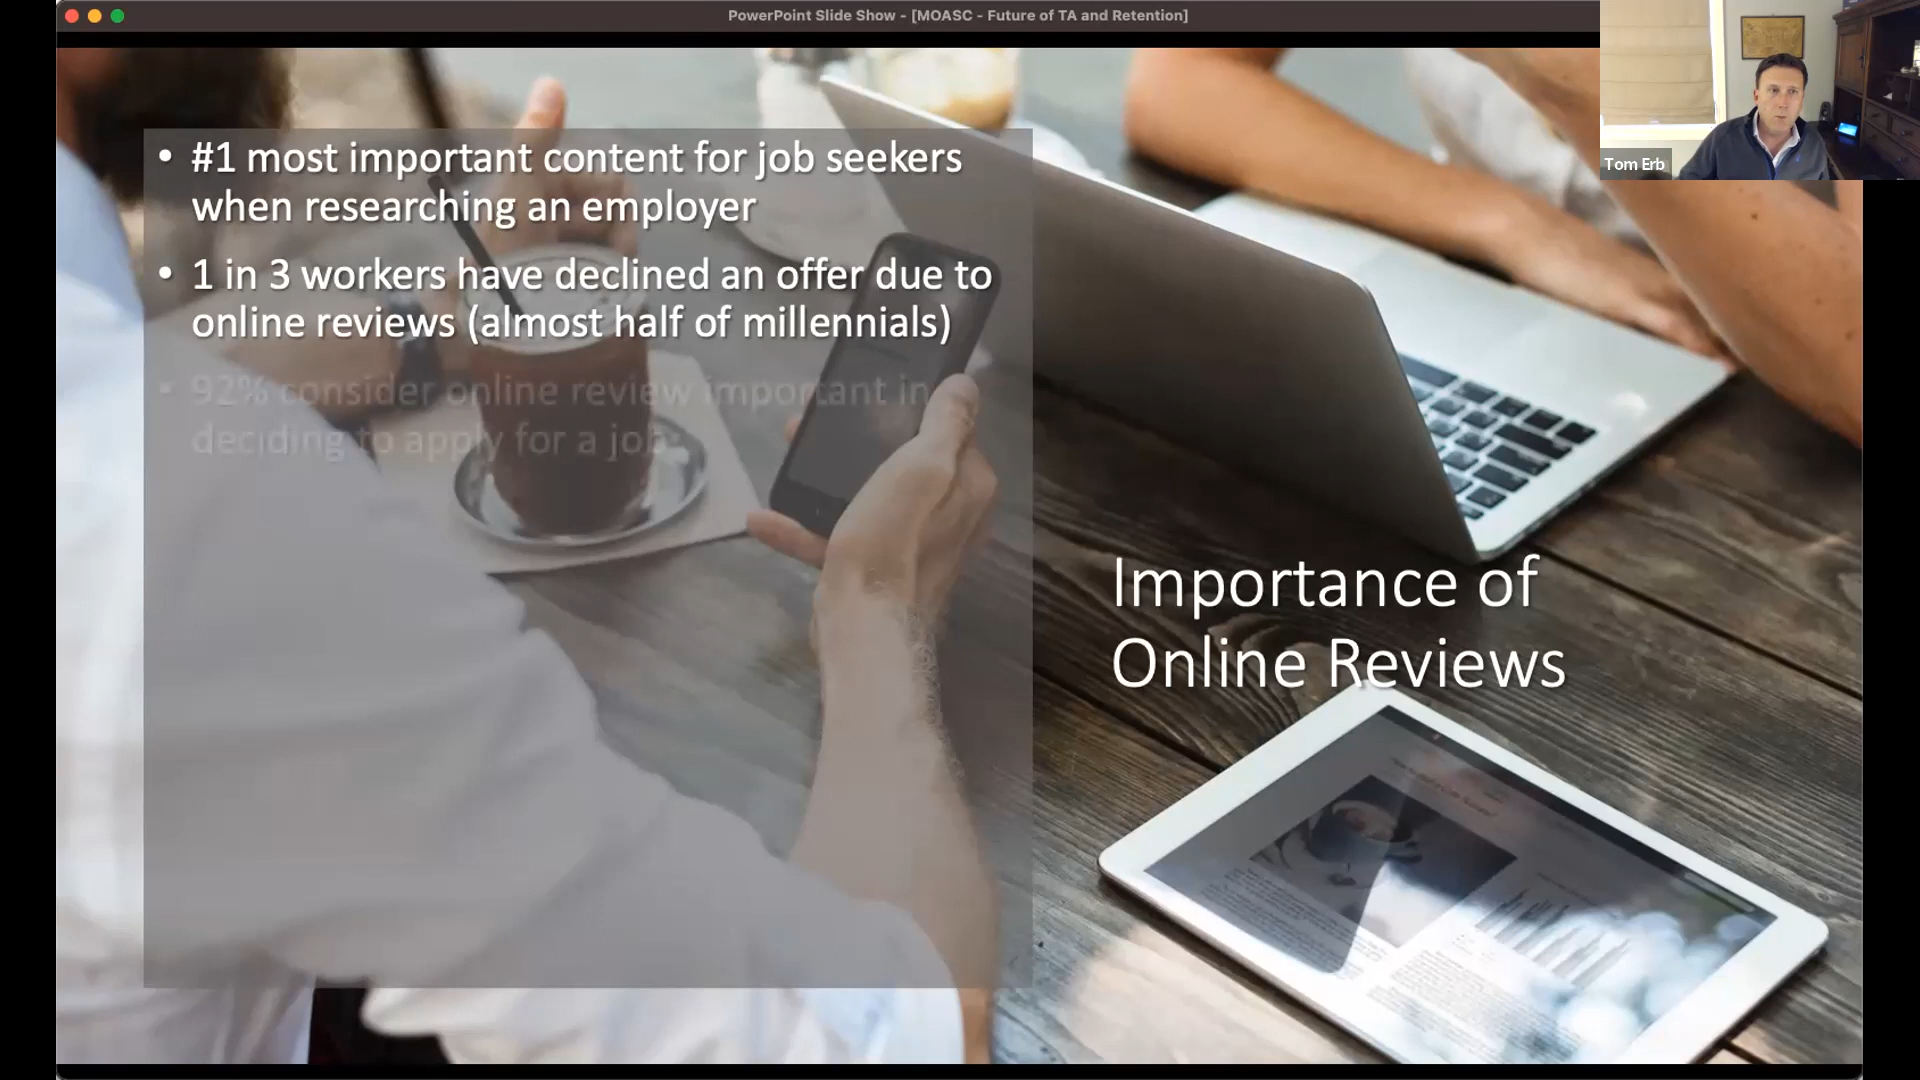 PowerPoint Slide Show - [MOASC - Future of TA and Retention]
Tom Erb
• #1 most important content for job seekers
when researching an employer
• 1 in 3 workers have declined an offer due to
online reviews (almost half of millennials)
• 92% consider online review important in
deciding to apply for a job
Importance of
Online Reviews